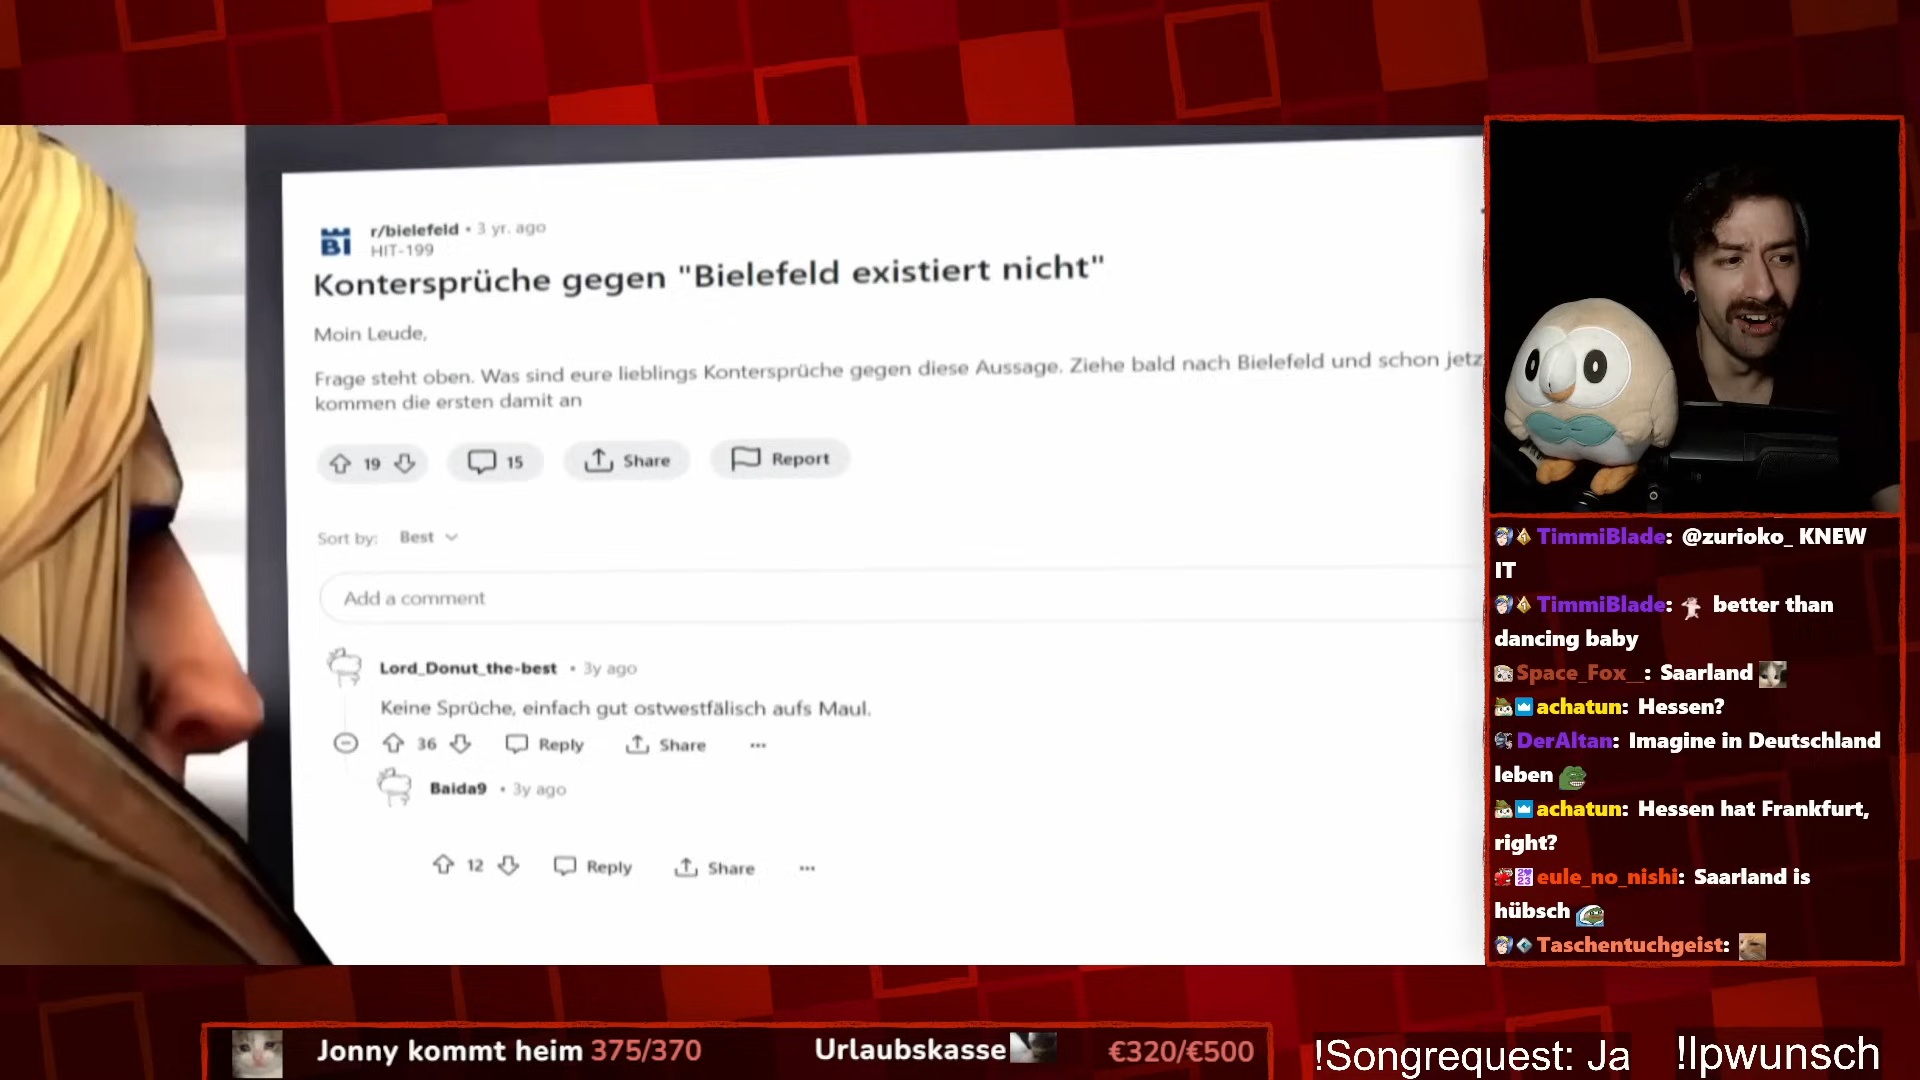 BI
r/bielefeld • 3 yr. ago
HIT-199
Kontersprüche gegen "Bielefeld existiert nicht"
Moin Leude,
Frage steht oben. Was sind eure lieblings Kontersprüche gegen diese Aussage. Ziehe bald nach Bielefeld und schon jetz
kommen die ersten damit an
19
15
Share
Report
Sort by: Best
Add a comment
Lord_Donut_the-best • 3y ago
Keine Sprüche, einfach gut ostwestfälisch aufs Maul.
36 Reply Share ...
Baida9 • 3y ago
12 Reply Share ...
TimmiBlade: @zurioko_ KNEW
IT
TimmiBlade: better than
dancing baby
Space_Fox__: Saarland
achatun: Hessen?
DerAltan: Imagine in Deutschland
leben
achatun: Hessen hat Frankfurt,
right?
eule_no_nishi: Saarland is
hübsch
Taschentuchgeist:
Jonny kommt heim 375/370
Urlaubskasse €320/€500
!Songrequest: Ja
!lpwunsch